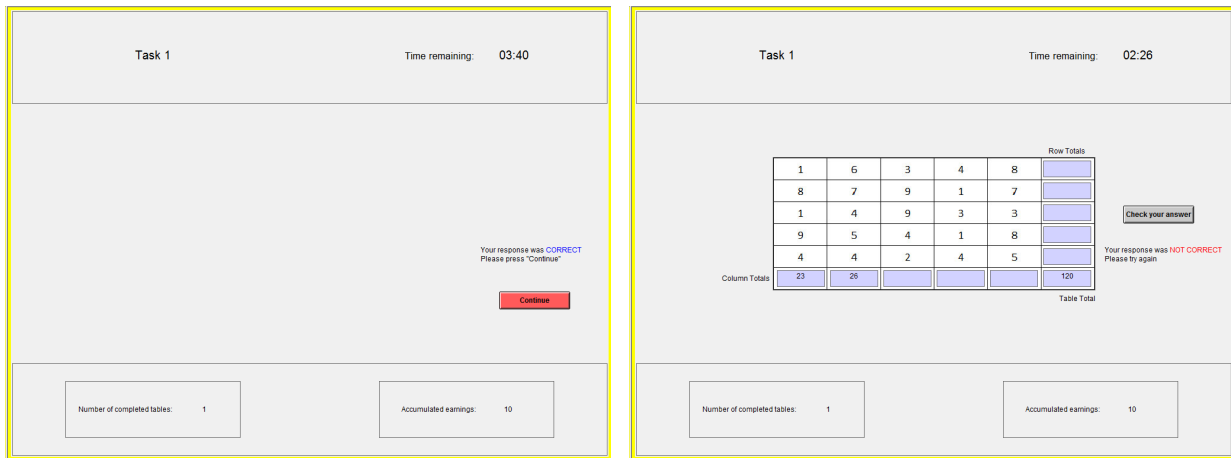 Task 1
Time remaining: 03:40
Your response was CORRECT
Please press "Continue"
Continue
Number of completed tables: 1
Accumulated earnings: 10
Task 1
Time remaining: 02:26
Row Totals
1 6 3 4 8
8 7 9 1 7
1 4 9 3 3
Check your answer
9 5 4 1 8
Your response was NOT CORRECT
Please try again
4 4 2 4 5
Column Totals 23 26 120
Table Total
Number of completed tables: 1
Accumulated earnings: 10